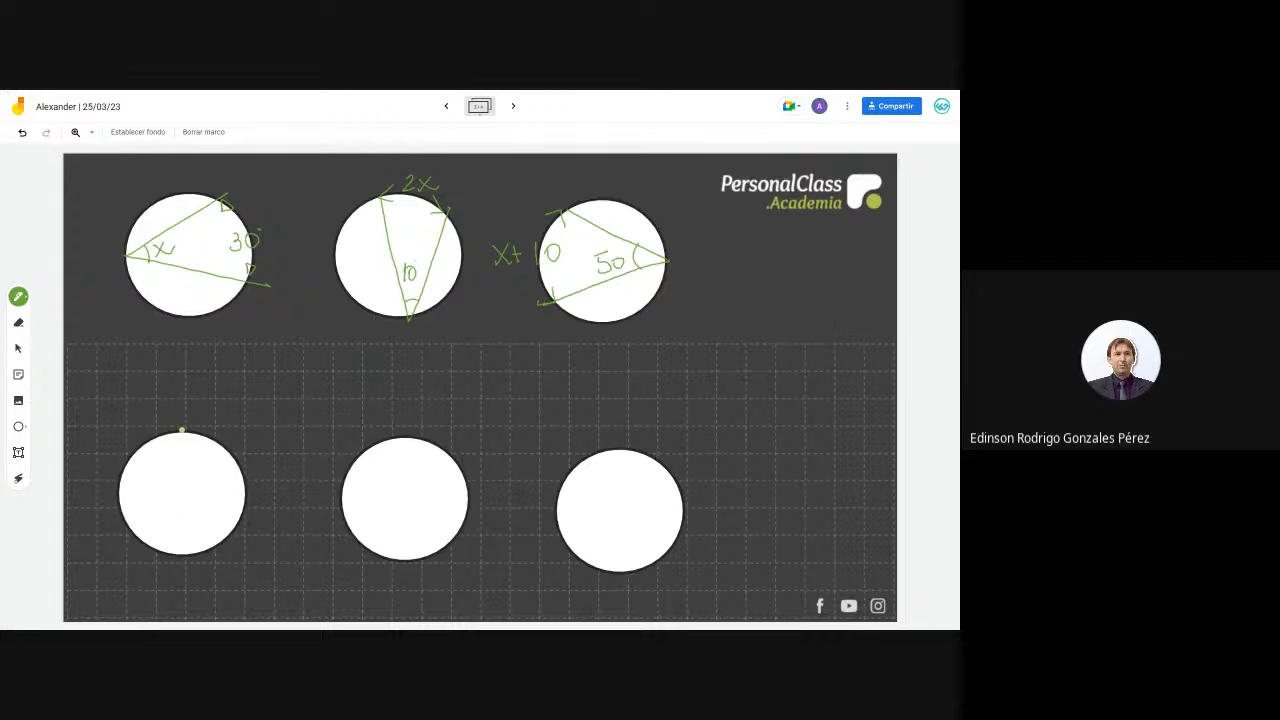 Alexander | 25/03/23
A
Compartir
Establecer fondo
Borrar marco
PersonalClass
.Academia
x
30°
2x
10°
x+10
50
Edinson Rodrigo Gonzales Pérez